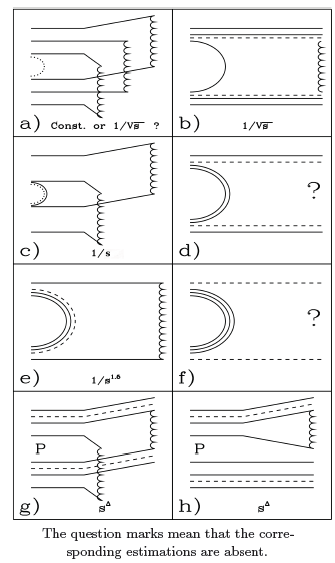 a) Const. or 1/√s ?
b) 1/√s
c) 1/s
d) ?
e) 1/s^1.5
f) ?
P
g) s^Δ
P
h) s^Δ
The question marks mean that the corre-
sponding estimations are absent.